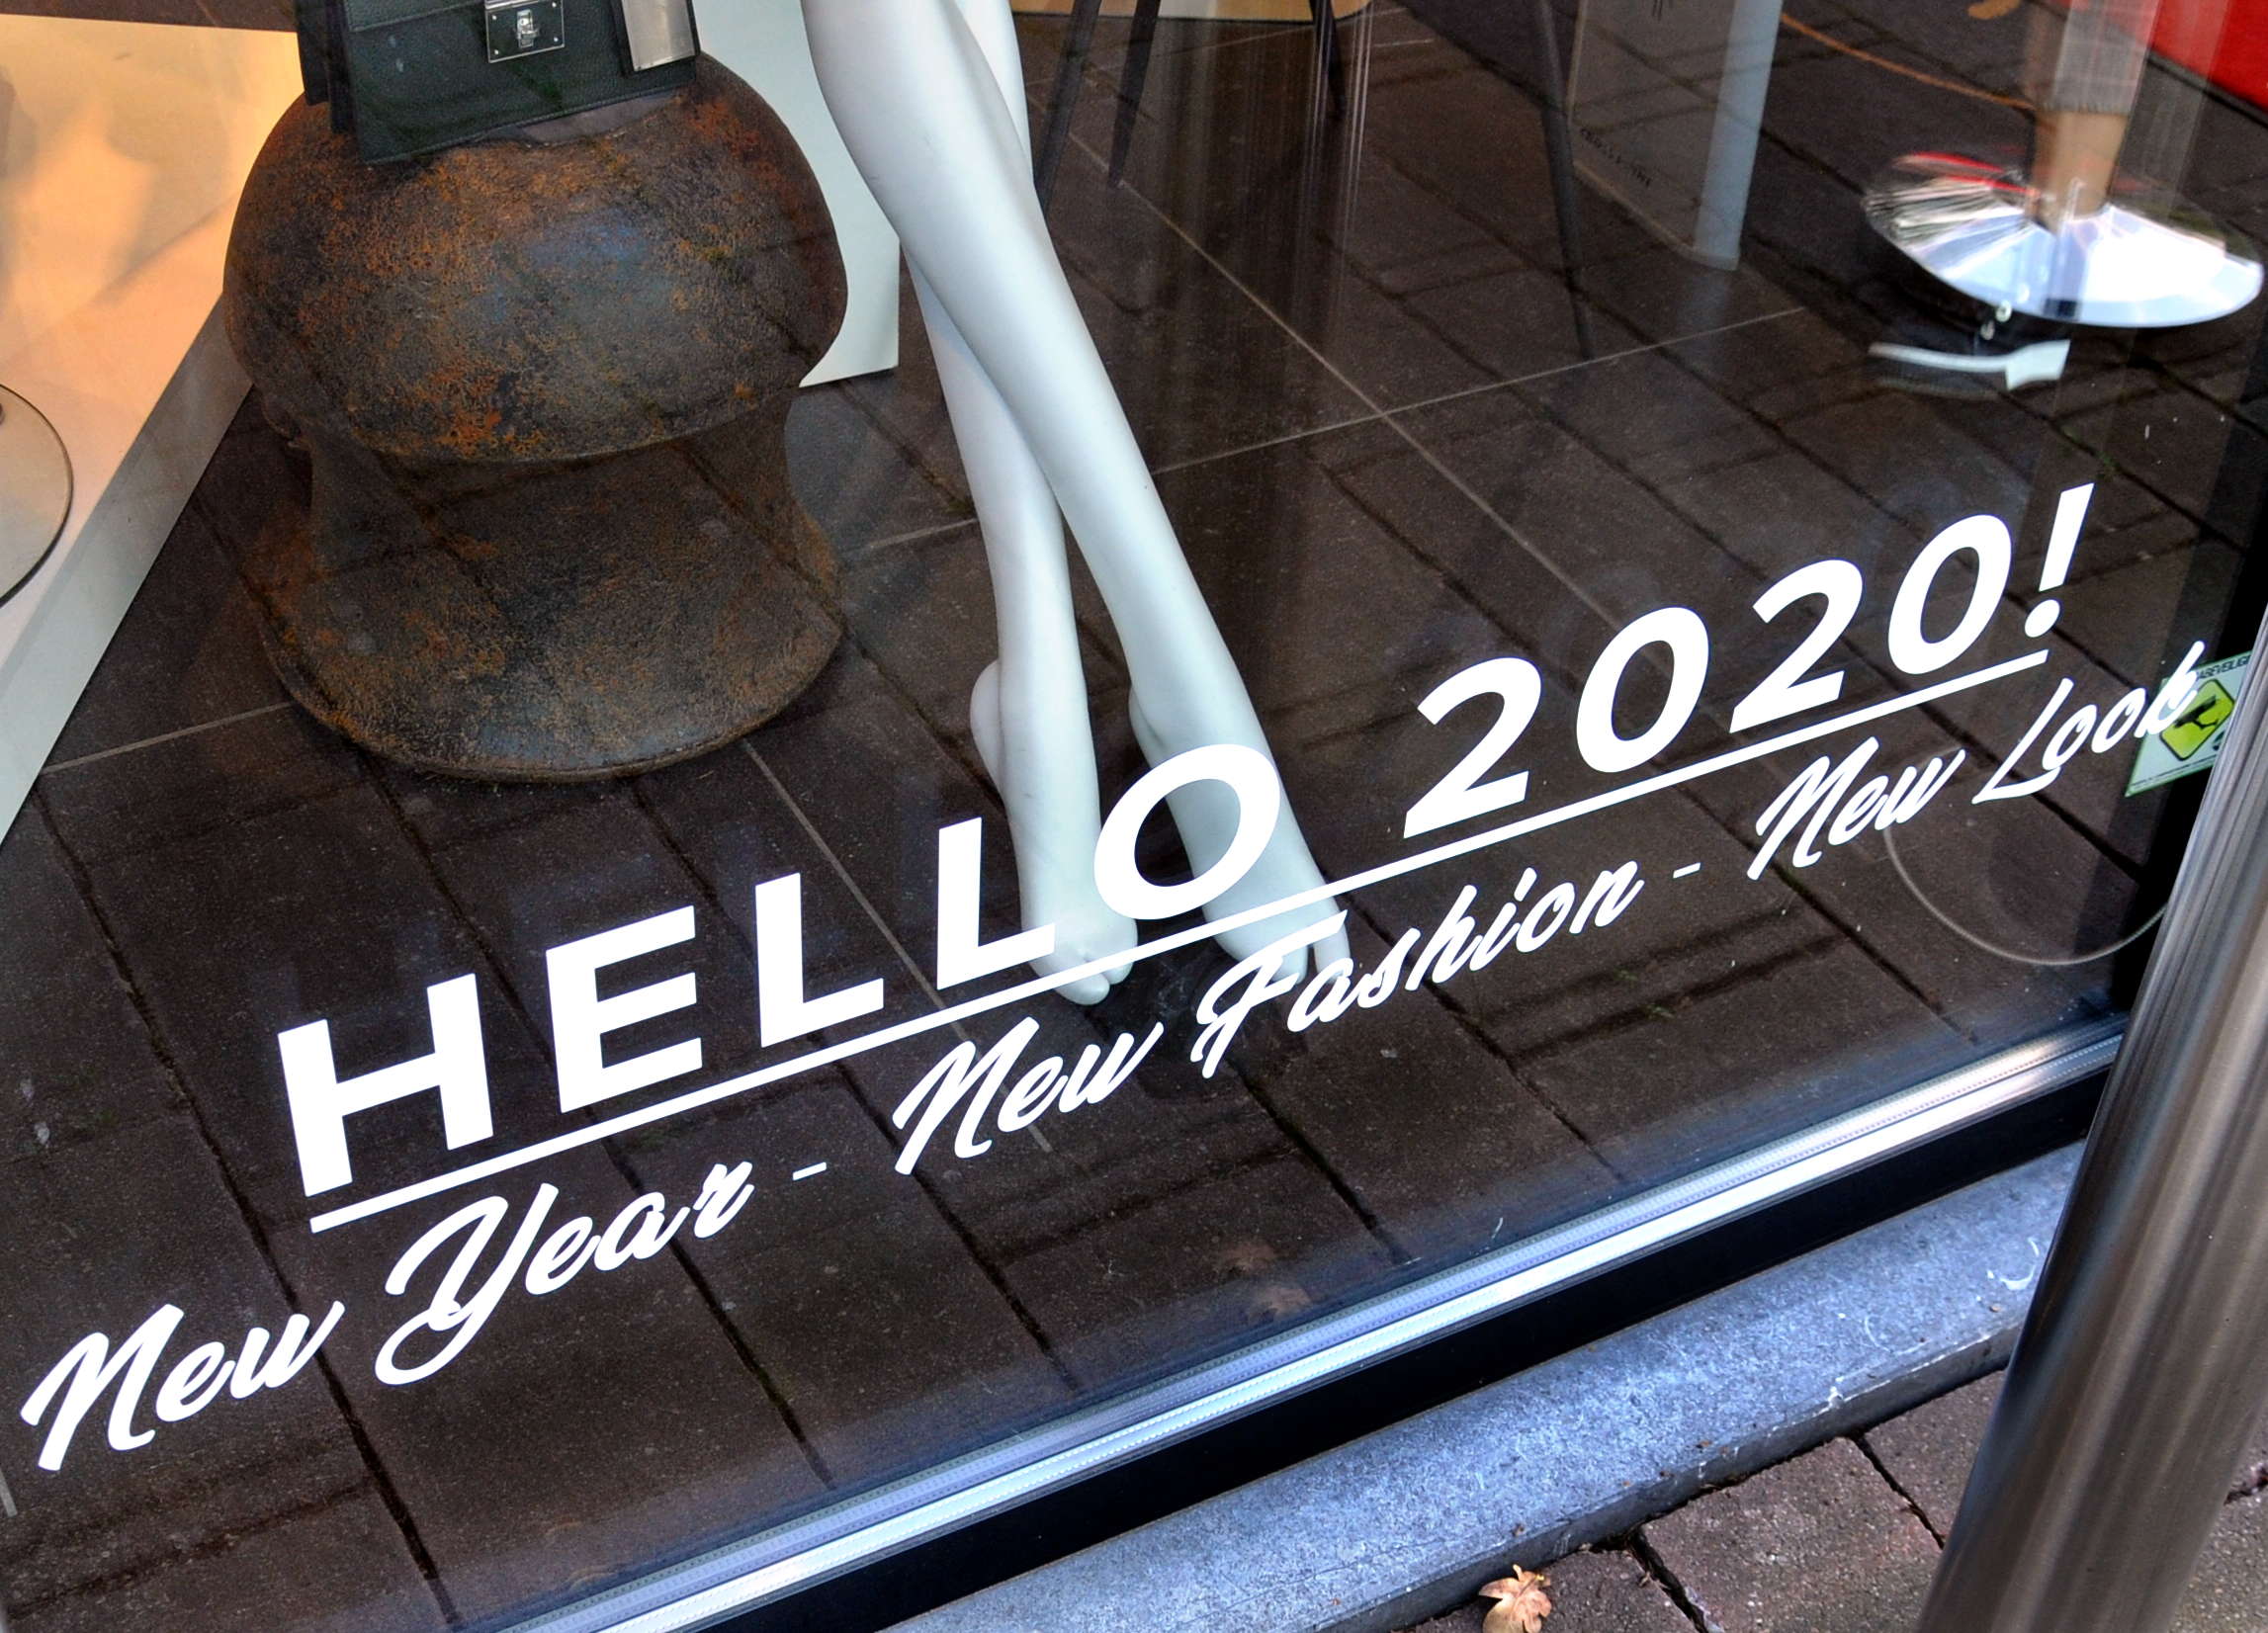 HELLO 2020!
New Year - New Fashion - New Look